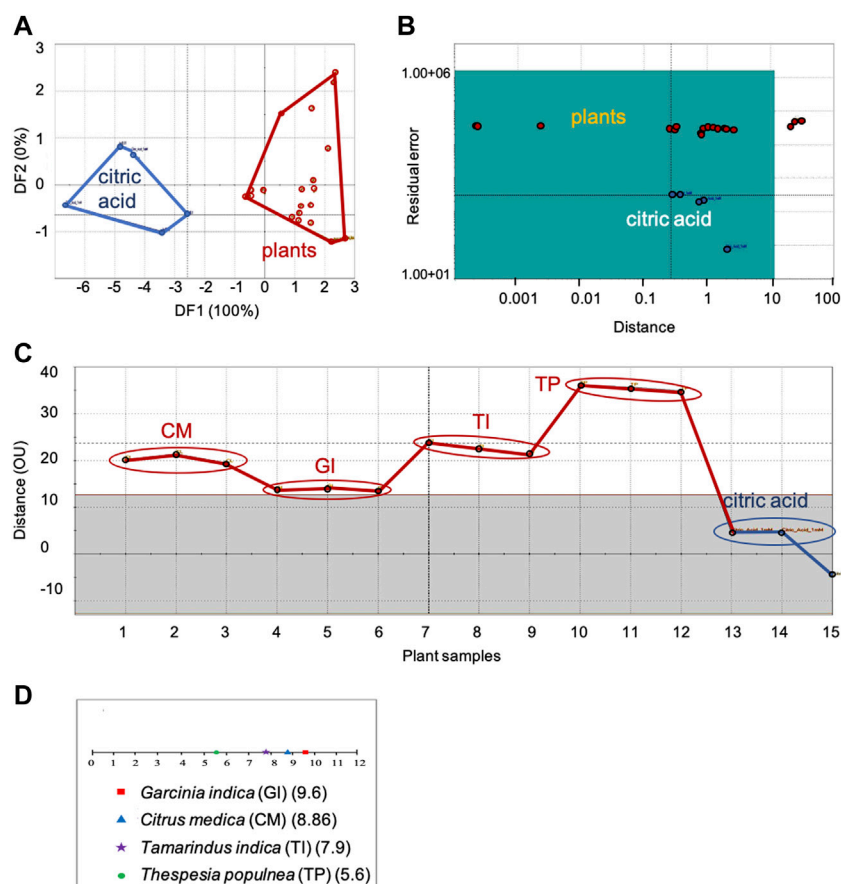 A
3
2
1
0
-1
DF2 (0%)
citric
acid
plants
-6 -5 -4 -3 -2 -1 0 1 2 3
DF1 (100%)
B
1.00+06
1.00+01
Residual error
plants
citric acid
0.001 0.01 0.1 1 10 100
Distance
C
40
30
20
10
0
-10
Distance (OU)
CM
GI
TI
TP
citric acid
Citric_Acid_1mM
1 2 3 4 5 6 7 8 9 10 11 12 13 14 15
Plant samples
D
0 1 2 3 4 5 6 7 8 9 10 11 12
Garcinia indica (GI) (9.6)
Citrus medica (CM) (8.86)
Tamarindus indica (TI) (7.9)
Thespesia populnea (TP) (5.6)